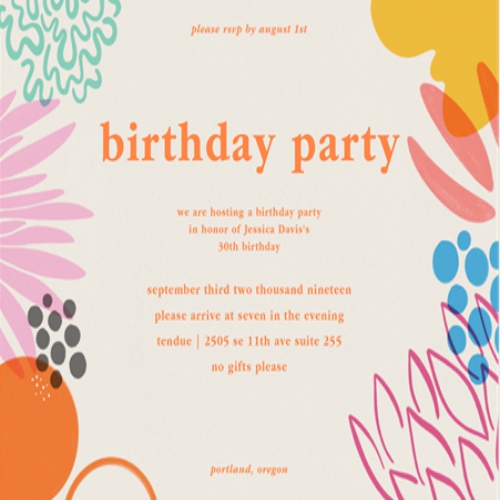 please rsvp by august 1st
birthday party
we are hosting a birthday party
in honor of Jessica Davis's
30th birthday
september third two thousand nineteen
please arrive at seven in the evening
tendue | 2505 se 11th ave suite 255
no gifts please
portland, oregon